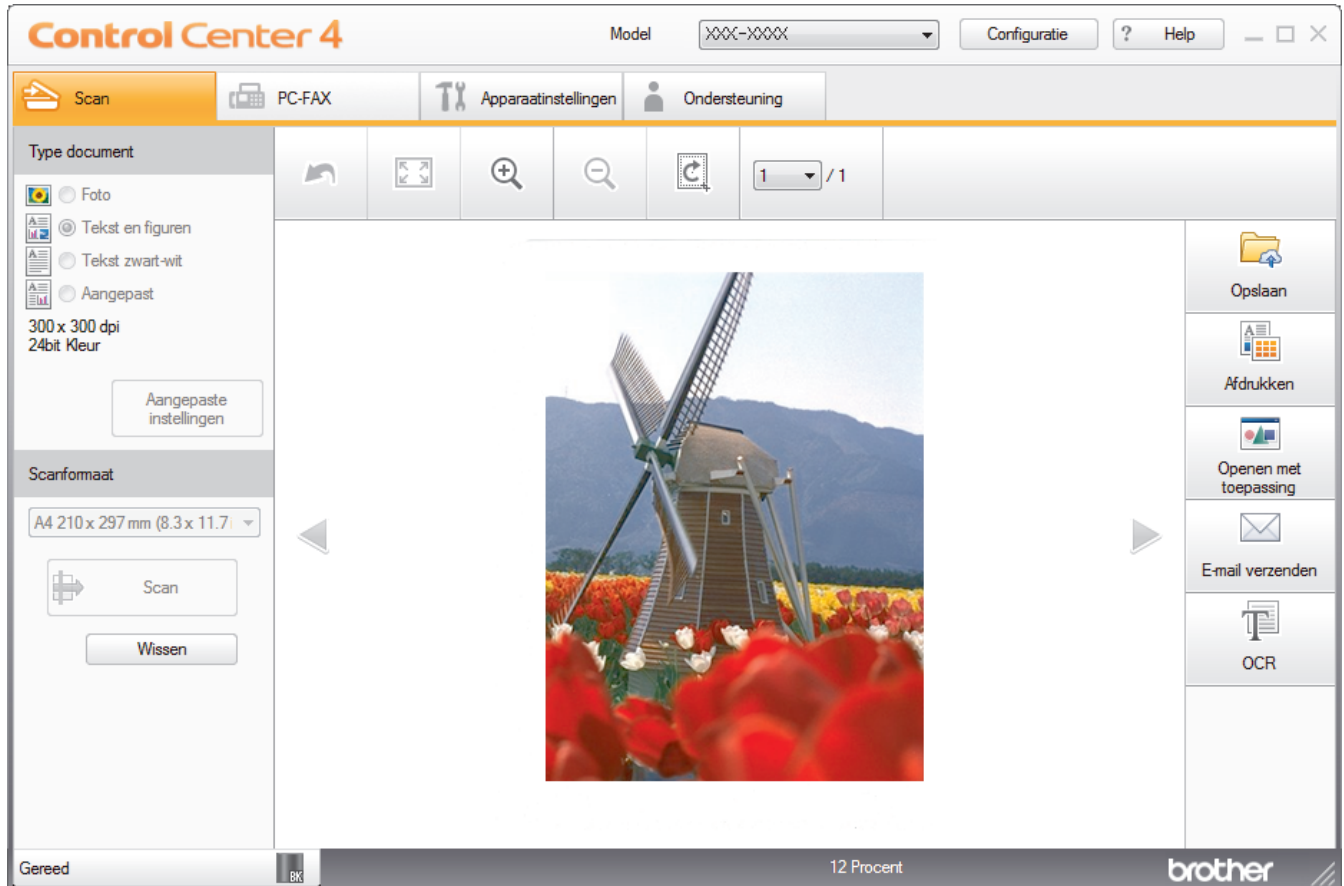 Control Center 4
Model
XXX-XXXX
Configuratie
? Help
Scan
PC-FAX
Apparaatinstellingen
Ondersteuning
Type document
Foto
Tekst en figuren
Tekst zwart-wit
Aangepast
300 x 300 dpi
24bit Kleur
Aangepaste
instellingen
Scanformaat
A4 210 x 297 mm (8.3 x 11.7
Scan
Wissen
1 / 1
Opslaan
Afdrukken
Openen met
toepassing
E-mail verzenden
OCR
Gereed
BK
12 Procent
brother